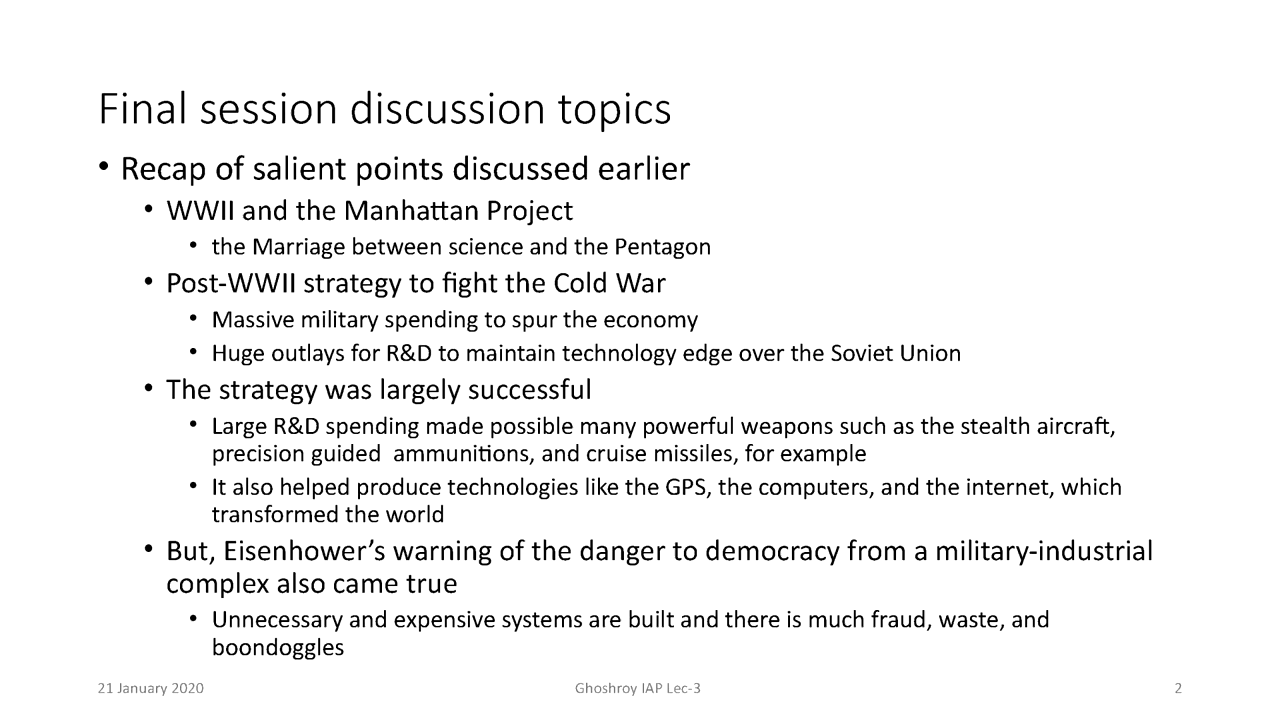 Final session discussion topics
• Recap of salient points discussed earlier
• WWII and the Manhattan Project
• the Marriage between science and the Pentagon
• Post-WWII strategy to fight the Cold War
• Massive military spending to spur the economy
• Huge outlays for R&D to maintain technology edge over the Soviet Union
• The strategy was largely successful
• Large R&D spending made possible many powerful weapons such as the stealth aircraft,
precision guided  ammunitions, and cruise missiles, for example
• It also helped produce technologies like the GPS, the computers, and the internet, which
transformed the world
• But, Eisenhower’s warning of the danger to democracy from a military-industrial
complex also came true
• Unnecessary and expensive systems are built and there is much fraud, waste, and
boondoggles
21 January 2020
Ghoshroy IAP Lec-3
2